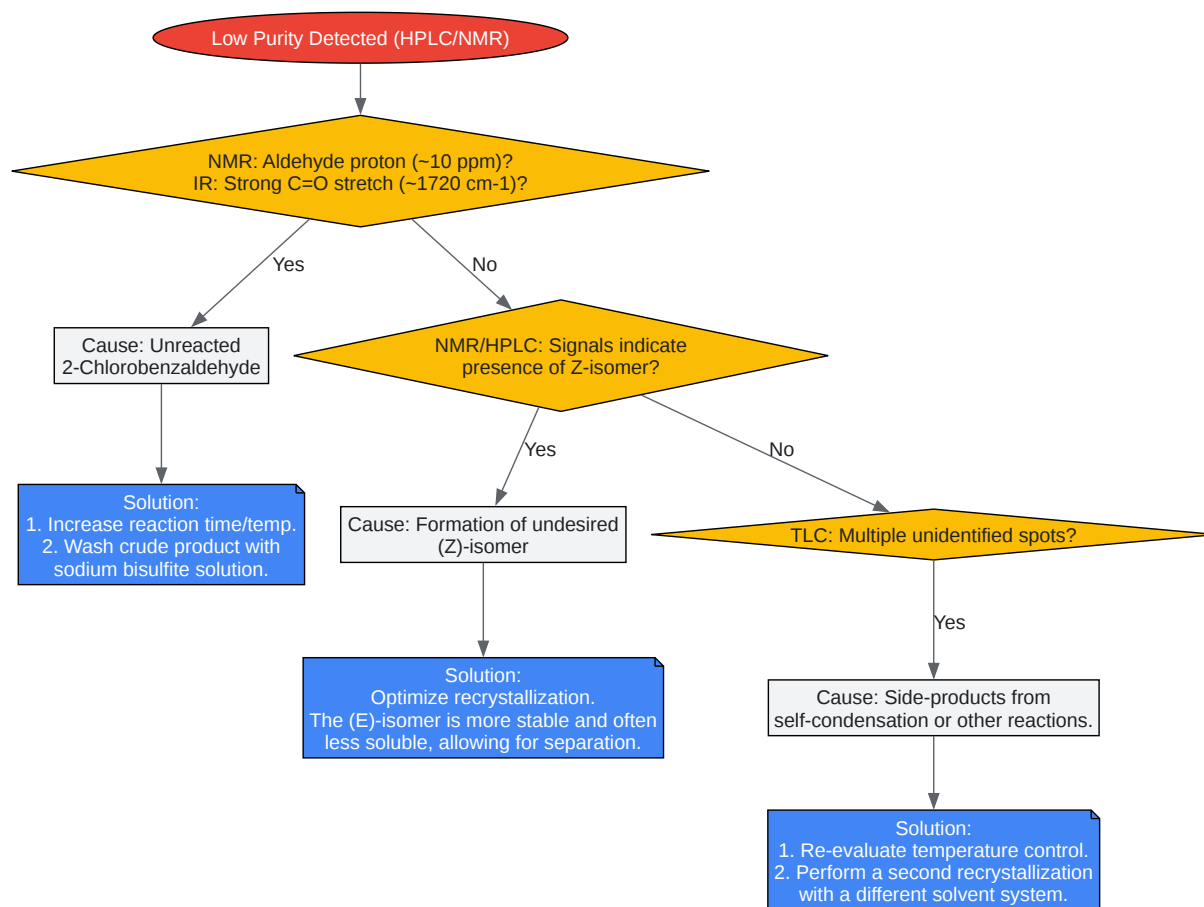 Low Purity Detected (HPLC/NMR)
NMR: Aldehyde proton (~10 ppm)?
IR: Strong C=O stretch (~1720 cm-1)?
Yes
No
Cause: Unreacted
2-Chlorobenzaldehyde
NMR/HPLC: Signals indicate
presence of Z-isomer?
Yes
No
Solution:
1. Increase reaction time/temp.
2. Wash crude product with
sodium bisulfite solution.
Cause: Formation of undesired
(Z)-isomer
TLC: Multiple unidentified spots?
Yes
Solution:
Optimize recrystallization.
The (E)-isomer is more stable and often
less soluble, allowing for separation.
Cause: Side-products from
self-condensation or other reactions.
Solution:
1. Re-evaluate temperature control.
2. Perform a second recrystallization
with a different solvent system.